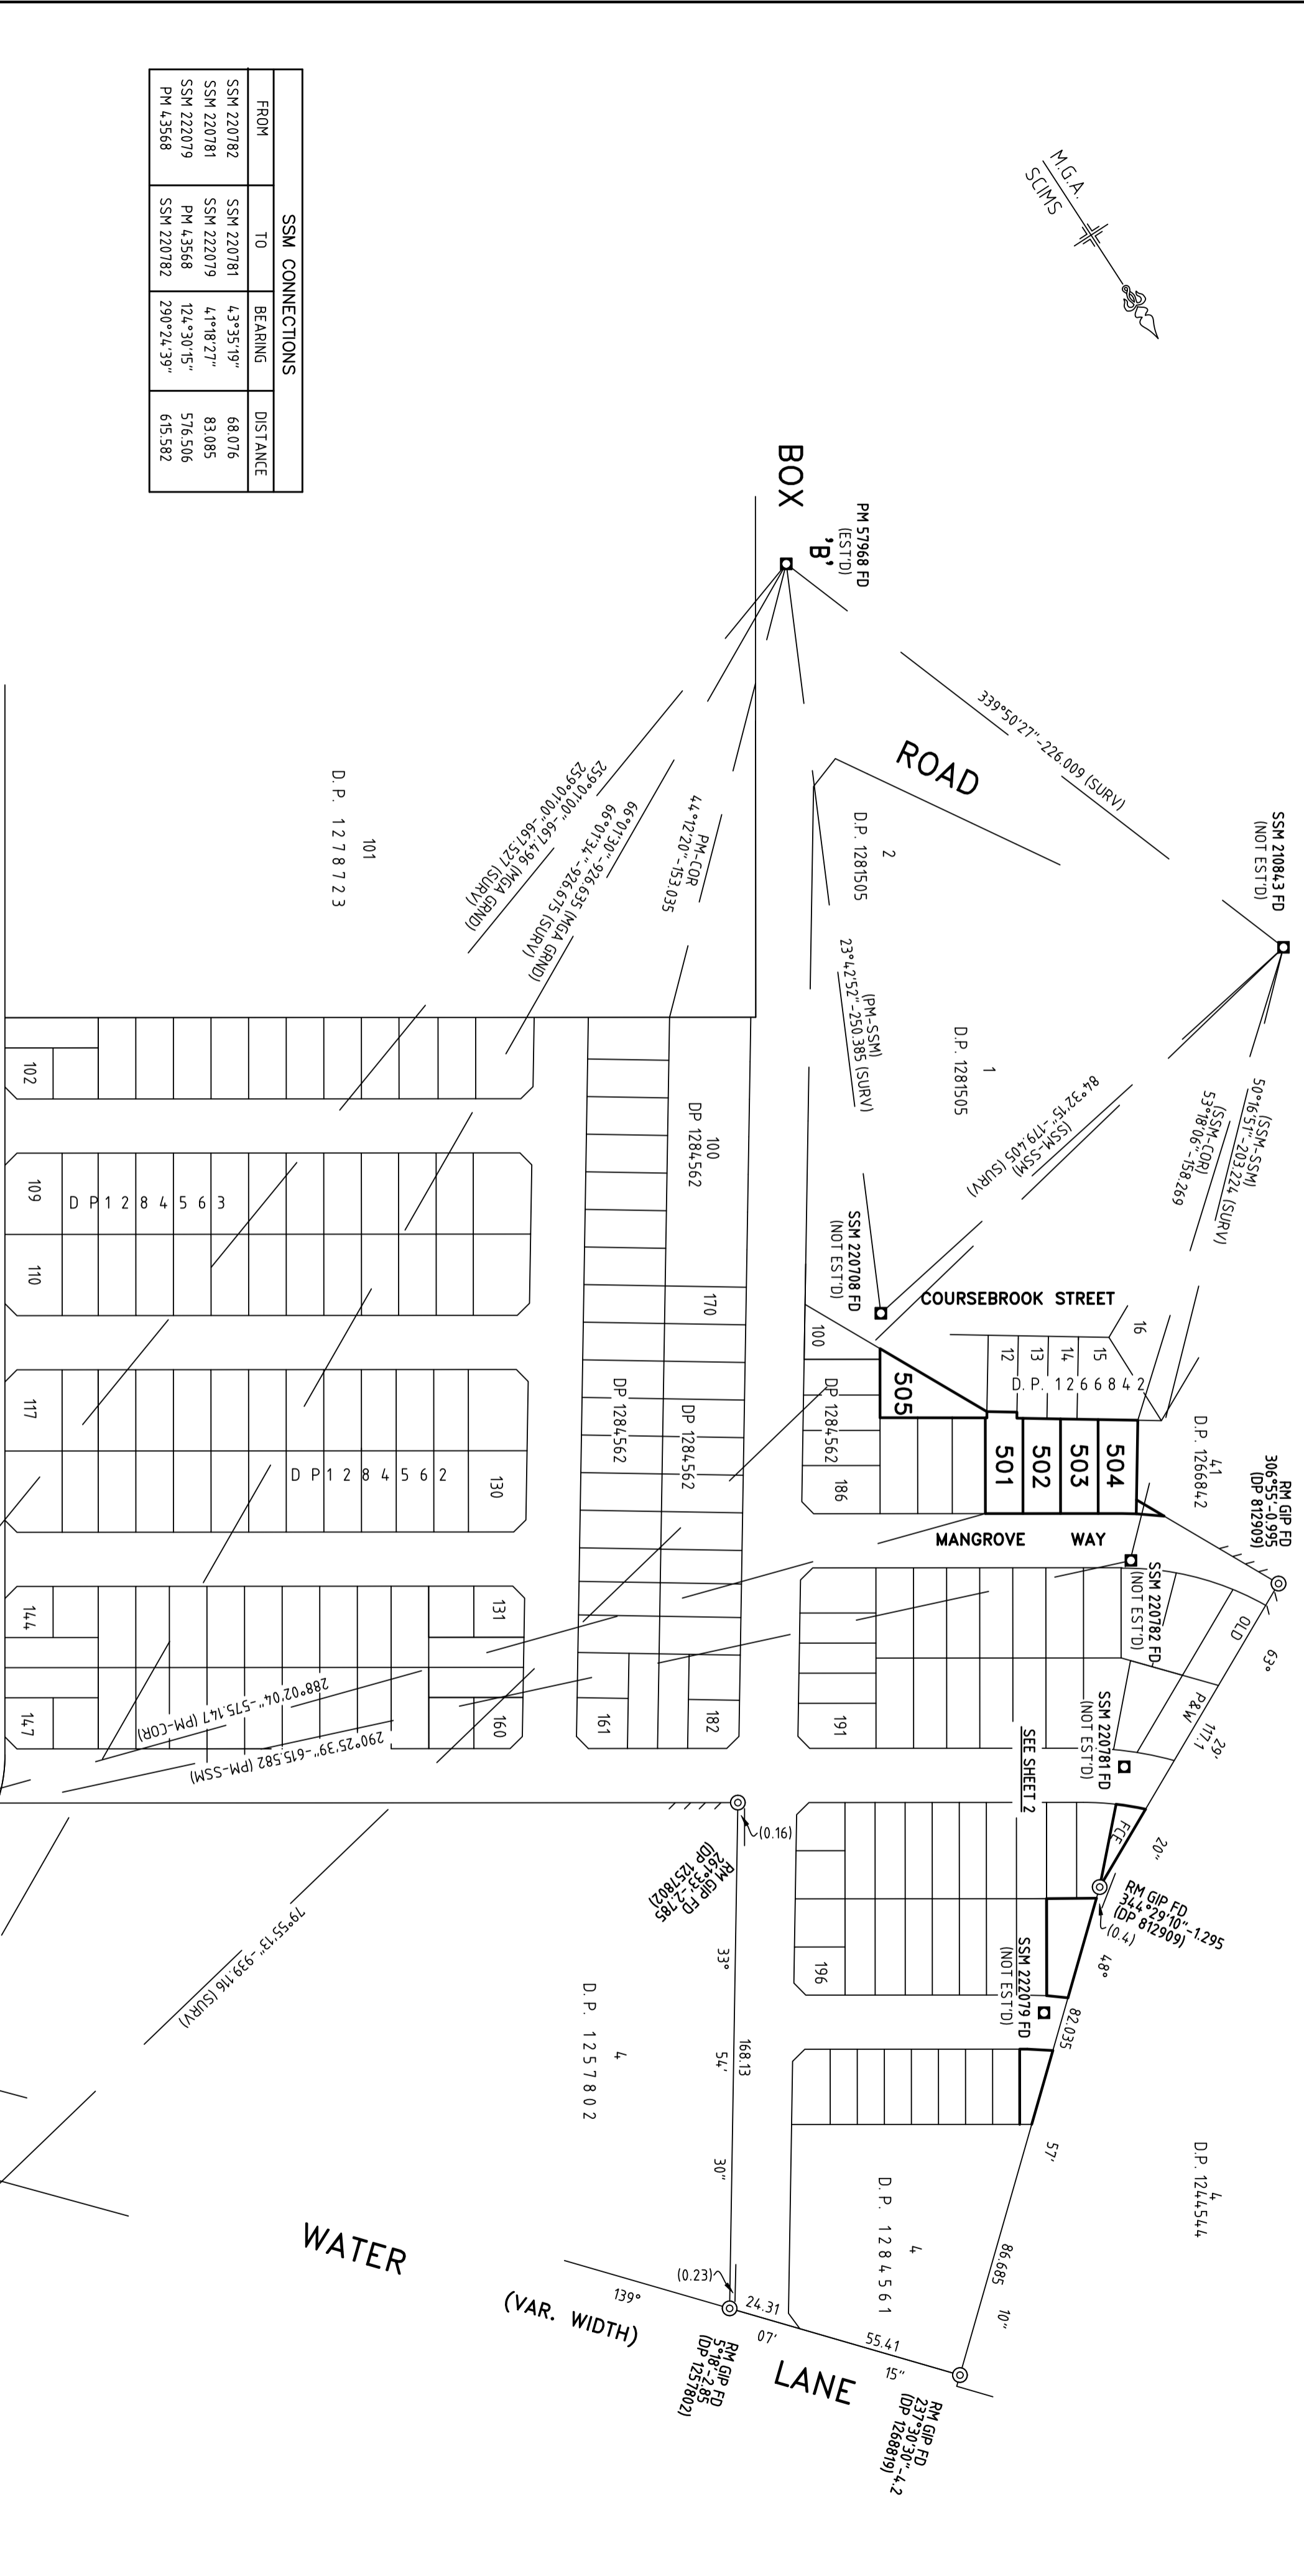 SSM CONNECTIONS
FROM TO BEARING DISTANCE
SSM 220782 SSM 220781 43°35'19" 68.076
SSM 220781 SSM 222079 41°18'27" 83.085
SSM 222079 PM 43568 124°30'15" 576.506
PM 43568 SSM 220782 290°24'39" 615.582
M.G.A.
SCIMS
BOX
'B'
PM 57968 FD
(EST'D)
ROAD
339°50'27"-226.009 (SURV)
SSM 210843 FD
(NOT EST'D)
2
D.P. 1281505
1
D.P. 1281505
(PM-SSM)
23°42'52"-250.385 (SURV)
(SSM-SSM)
84°32'15"-179.405 (SURV)
(SSM-SSM)
50°16'51"-203.224 (SURV)
(SSM-COR)
53°18'06"-158.269
PM-COR
44°12'20"-153.035
66°01'30"-926.635 (MGA GRND)
66°01'34"-926.675 (SURV)
259°01'00"-667.496 (MGA GRND)
259°01'00"-667.527 (SURV)
101
D.P. 1278723
SSM 220708 FD
(NOT EST'D)
COURSEBROOK STREET
16
15
14
13
12
D.P. 1266842
41
D.P. 1266842
RM GIP FD
306°55'-0.995
(DP 812909)
505
504
503
502
501
MANGROVE WAY
100
DP 1284562
186
100
DP 1284562
170
DP 1284562
DP 1284562
102
109
DP1284563
110
117
DP1284562
130
144
131
147
160
161
182
191
196
288°02'04"-575.147 (PM-COR)
290°25'39"-615.582 (PM-SSM)
SSM 220782 FD
(NOT EST'D)
SSM 220781 FD
(NOT EST'D)
SEE SHEET 2
OLD
P&W
63°
29'
117.1
20"
FCE
RM GIP FD
344°29'10"-1.295
(DP 812909)
(0.4)
48°
82.035
57'
86.685
10"
SSM 222079 FD
(NOT EST'D)
(0.16)
RM GIP FD
261°33'-2.785
(DP 1257802)
33°
168.13
54'
30"
4
D.P. 1257802
79°55'13"-939.116 (SURV)
4
D.P. 1244544
4
D.P. 1284561
WATER
(VAR. WIDTH)
LANE
139°
(0.23)
24.31
07'
55.41
15"
RM GIP FD
5°18'-2.85
(DP 1257802)
RM GIP FD
237°30'30"-4.2
(DP 1268819)